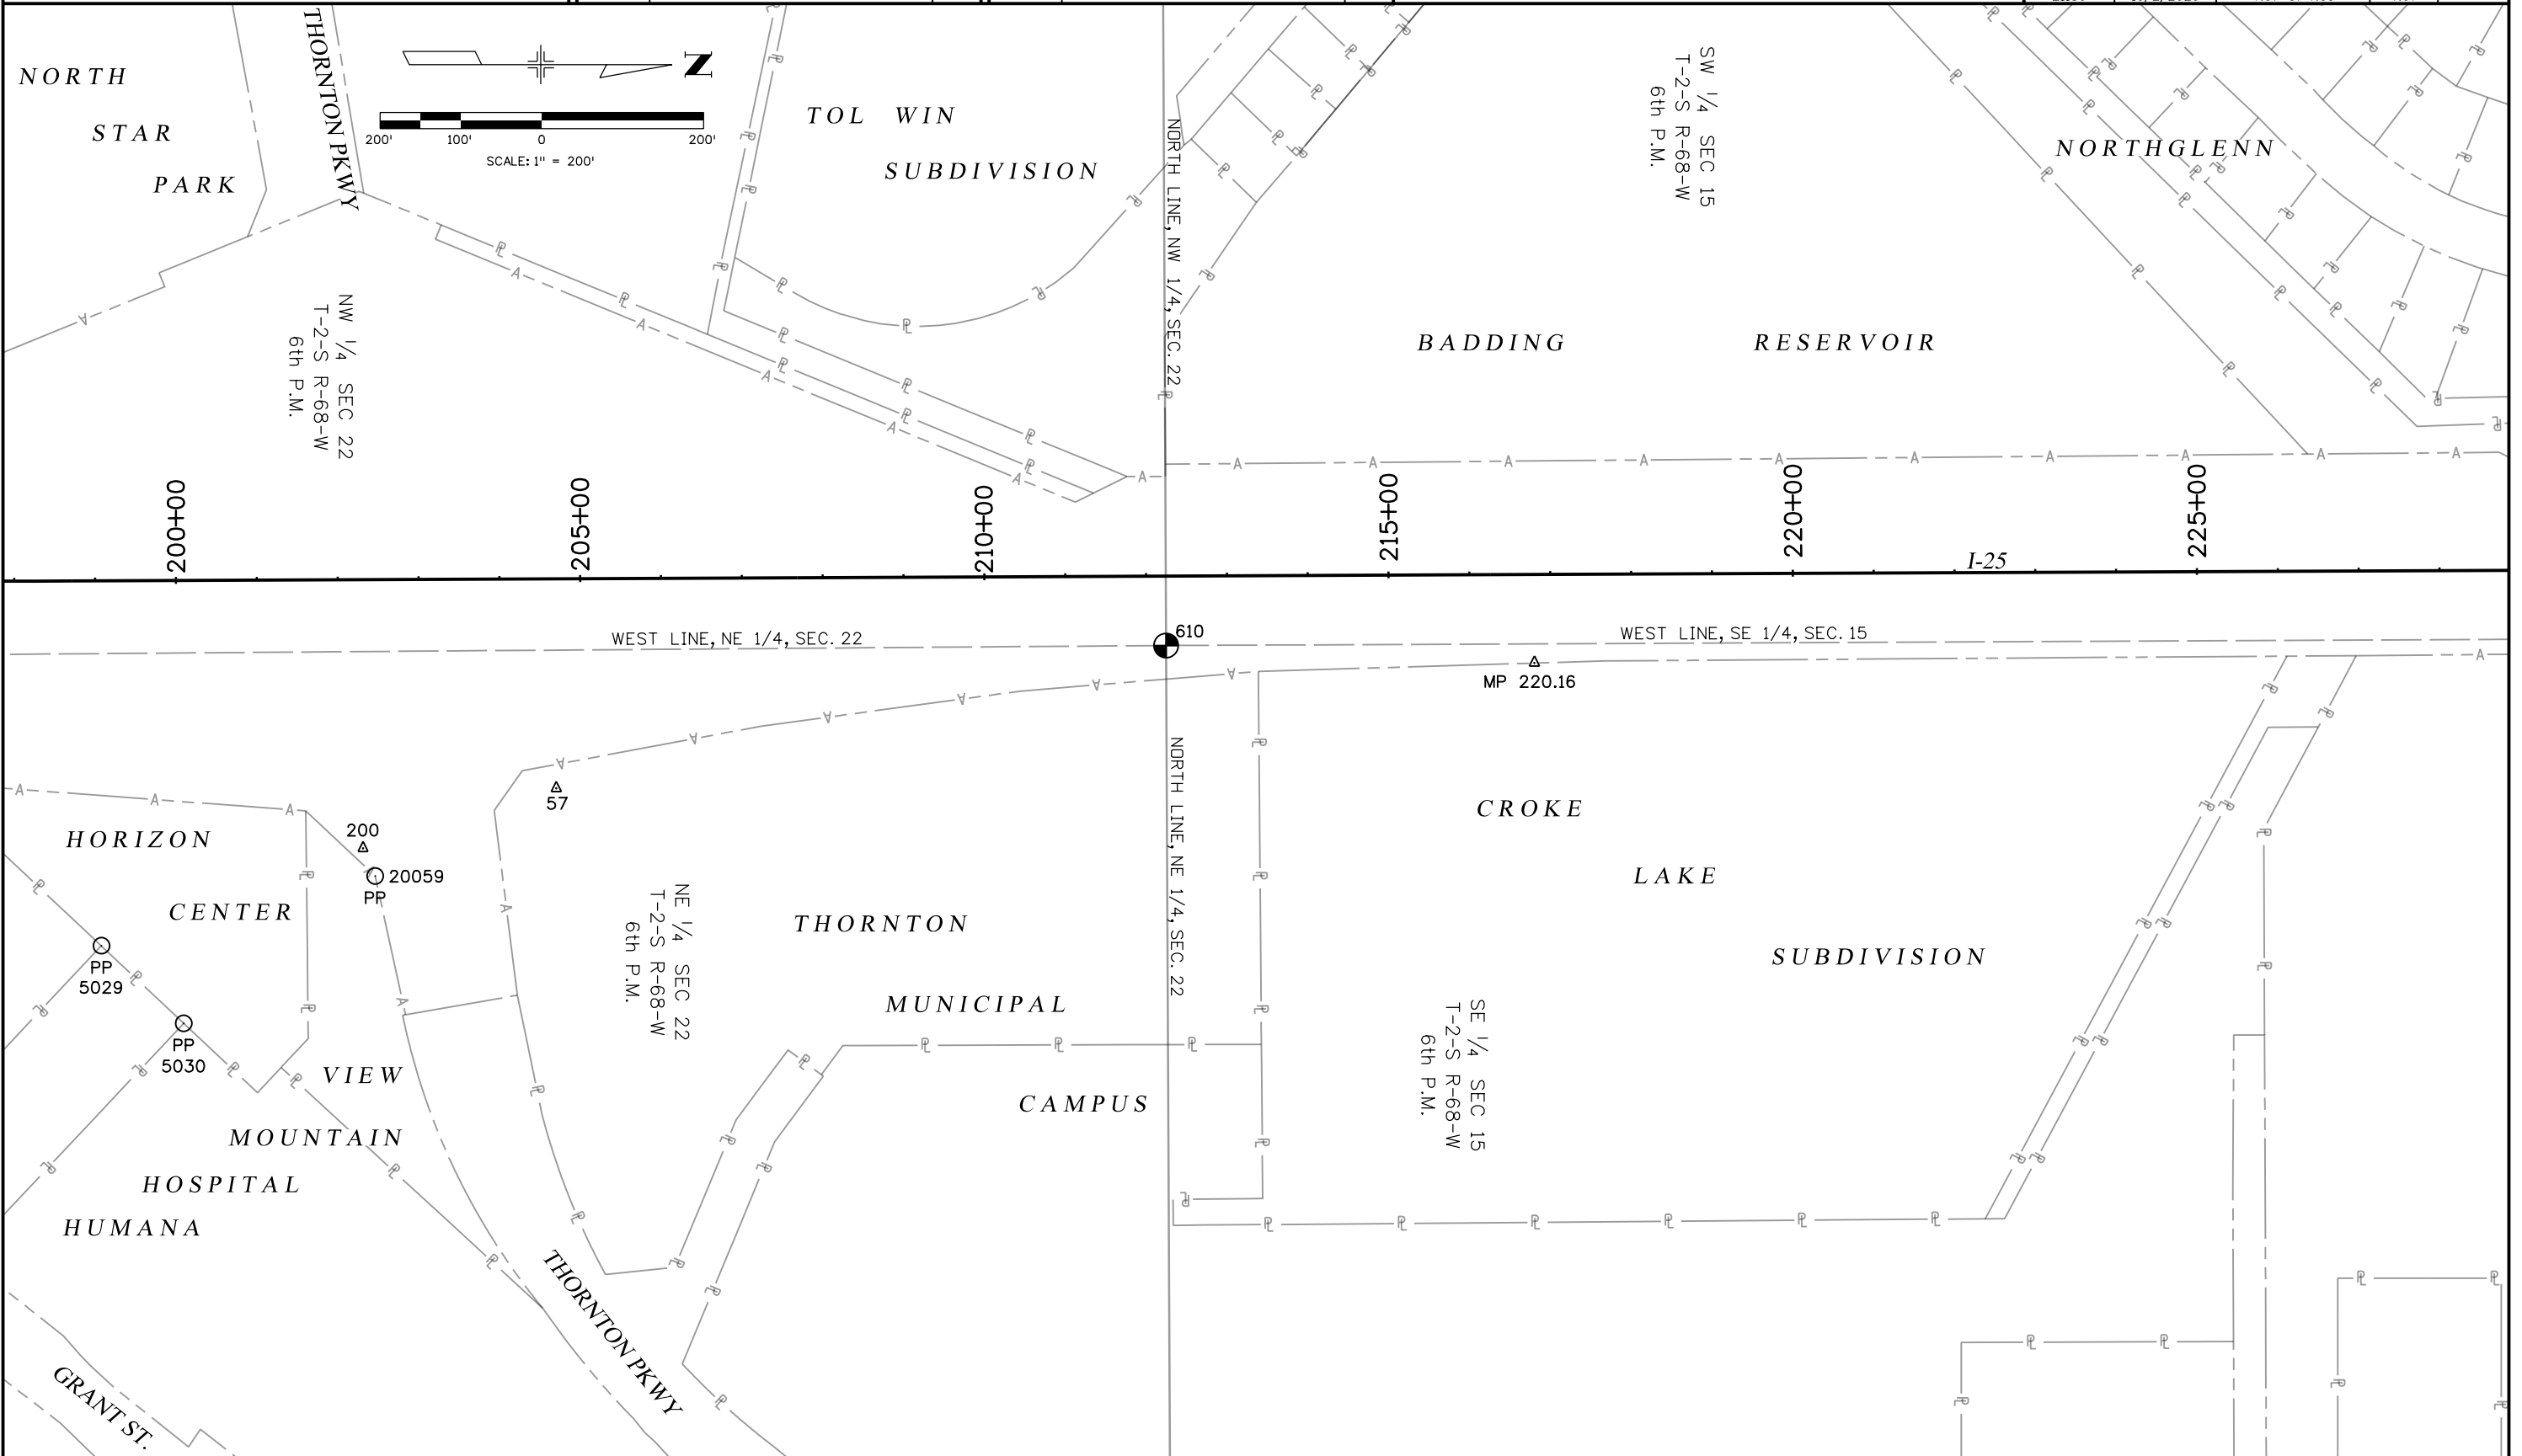 NORTH
STAR
PARK
THORNTON PKWY
N
200' 100' 0 200'
SCALE: 1" = 200'
TOL WIN
SUBDIVISION
NORTH LINE, NW 1/4, SEC. 22
SW 1/4 SEC 15
T-2-S R-68-W
6th P.M.
NORTHGLENN
NW 1/4 SEC 22
T-2-S R-68-W
6th P.M.
BADDING RESERVOIR
200+00 205+00 210+00 215+00 220+00 225+00
I-25
WEST LINE, NE 1/4, SEC. 22
610
WEST LINE, SE 1/4, SEC. 15
MP 220.16
57
200
20059
PP
HORIZON
CENTER
PP
5029
PP
5030
VIEW
MOUNTAIN
HOSPITAL
HUMANA
NE 1/4 SEC 22
T-2-S R-68-W
6th P.M.
THORNTON
MUNICIPAL
CAMPUS
NORTH LINE, NE 1/4, SEC. 22
CROKE
LAKE
SUBDIVISION
SE 1/4 SEC 15
T-2-S R-68-W
6th P.M.
THORNTON PKWY
GRANT ST.